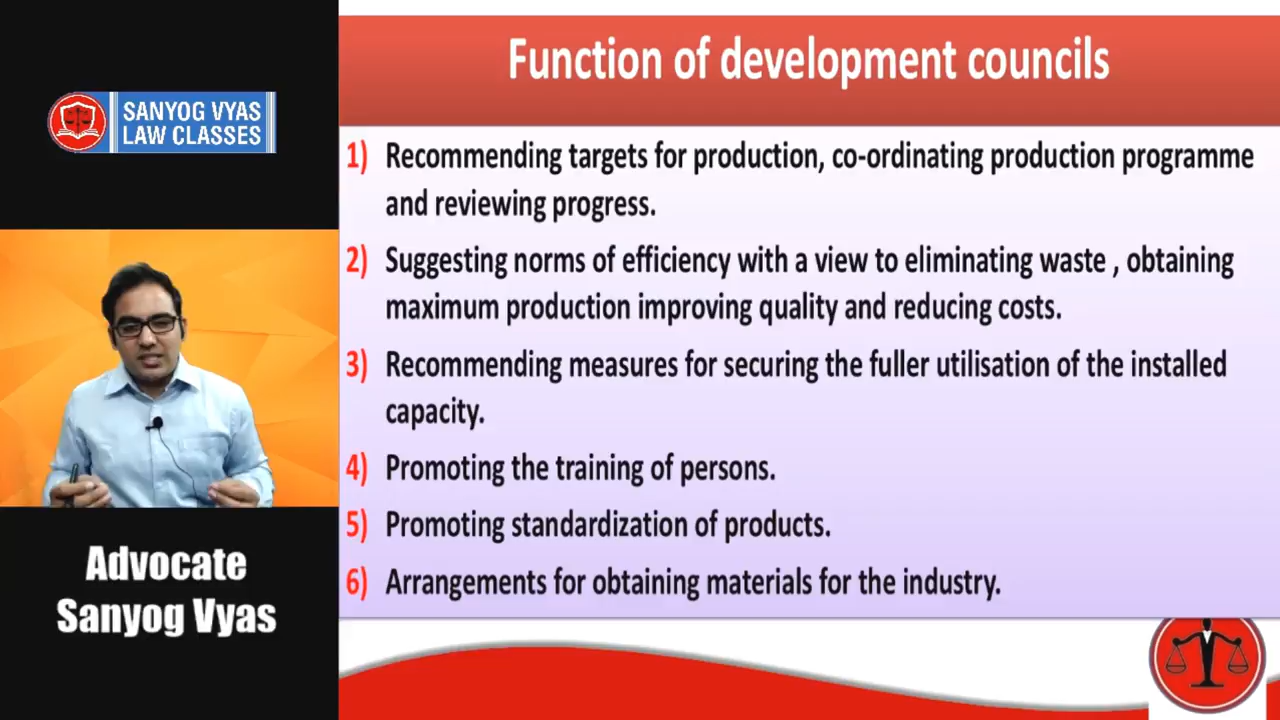 SANYOG VYAS
LAW CLASSES
Advocate
Sanyog Vyas
Function of development councils
1) Recommending targets for production, co-ordinating production programme
and reviewing progress.
2) Suggesting norms of efficiency with a view to eliminating waste , obtaining
maximum production improving quality and reducing costs.
3) Recommending measures for securing the fuller utilisation of the installed
capacity.
4) Promoting the training of persons.
5) Promoting standardization of products.
6) Arrangements for obtaining materials for the industry.